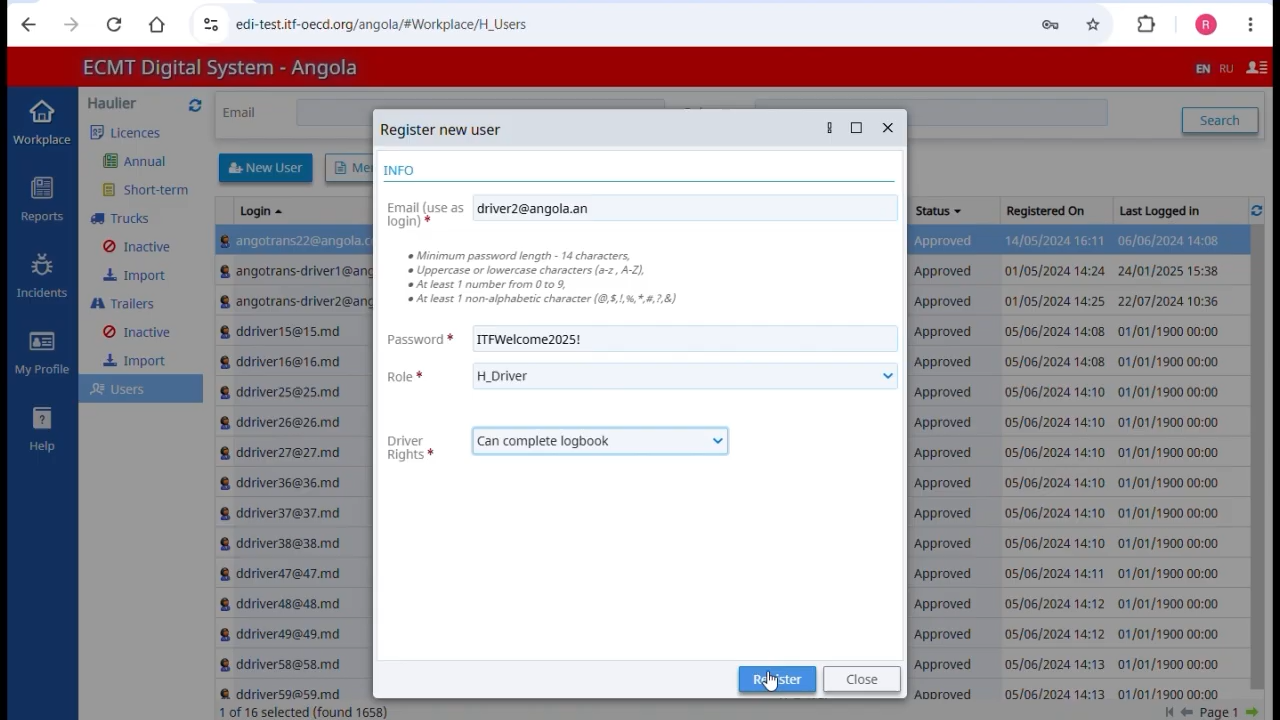 edi-test.itf-oecd.org/angola/#Workplace/H_Users
R
ECMT Digital System - Angola
EN RU
Workplace
Reports
Incidents
My Profile
Help
Haulier
Licences
Annual
Short-term
Trucks
Inactive
Import
Trailers
Inactive
Import
Users
Email
Search
New User
Login
Status
Registered On
Last Logged in
angotrans22@angola.c
Approved 14/05/2024 16:11 06/06/2024 14:08
angotrans-driver1@ang
Approved 01/05/2024 14:24 24/01/2025 15:38
angotrans-driver2@ang
Approved 01/05/2024 14:25 22/07/2024 10:36
ddriver15@15.md
Approved 05/06/2024 14:08 01/01/1900 00:00
ddriver16@16.md
Approved 05/06/2024 14:08 01/01/1900 00:00
ddriver25@25.md
Approved 05/06/2024 14:10 01/01/1900 00:00
ddriver26@26.md
Approved 05/06/2024 14:10 01/01/1900 00:00
ddriver27@27.md
Approved 05/06/2024 14:10 01/01/1900 00:00
ddriver36@36.md
Approved 05/06/2024 14:10 01/01/1900 00:00
ddriver37@37.md
Approved 05/06/2024 14:10 01/01/1900 00:00
ddriver38@38.md
Approved 05/06/2024 14:10 01/01/1900 00:00
ddriver47@47.md
Approved 05/06/2024 14:11 01/01/1900 00:00
ddriver48@48.md
Approved 05/06/2024 14:12 01/01/1900 00:00
ddriver49@49.md
Approved 05/06/2024 14:12 01/01/1900 00:00
ddriver58@58.md
Approved 05/06/2024 14:13 01/01/1900 00:00
ddriver59@59.md
Approved 05/06/2024 14:13 01/01/1900 00:00
1 of 16 selected (found 1658)
Page 1
Register new user
INFO
Email (use as
login) *
driver2@angola.an
• Minimum password length - 14 characters,
• Uppercase or lowercase characters (a-z , A-Z),
• At least 1 number from 0 to 9,
• At least 1 non-alphabetic character (@,$,!,%,*,#,?,&)
Password *
ITFWelcome2025!
Role *
H_Driver
Driver
Rights *
Can complete logbook
Register
Close